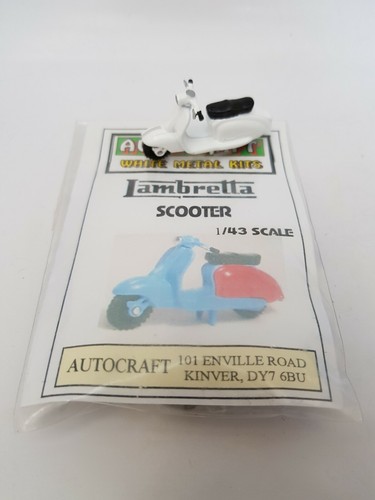 WHITE METAL KITS
Lambretta
SCOOTER
1/43 SCALE
AUTOCRAFT 101 ENVILLE ROAD
KINVER, DY7 6BU